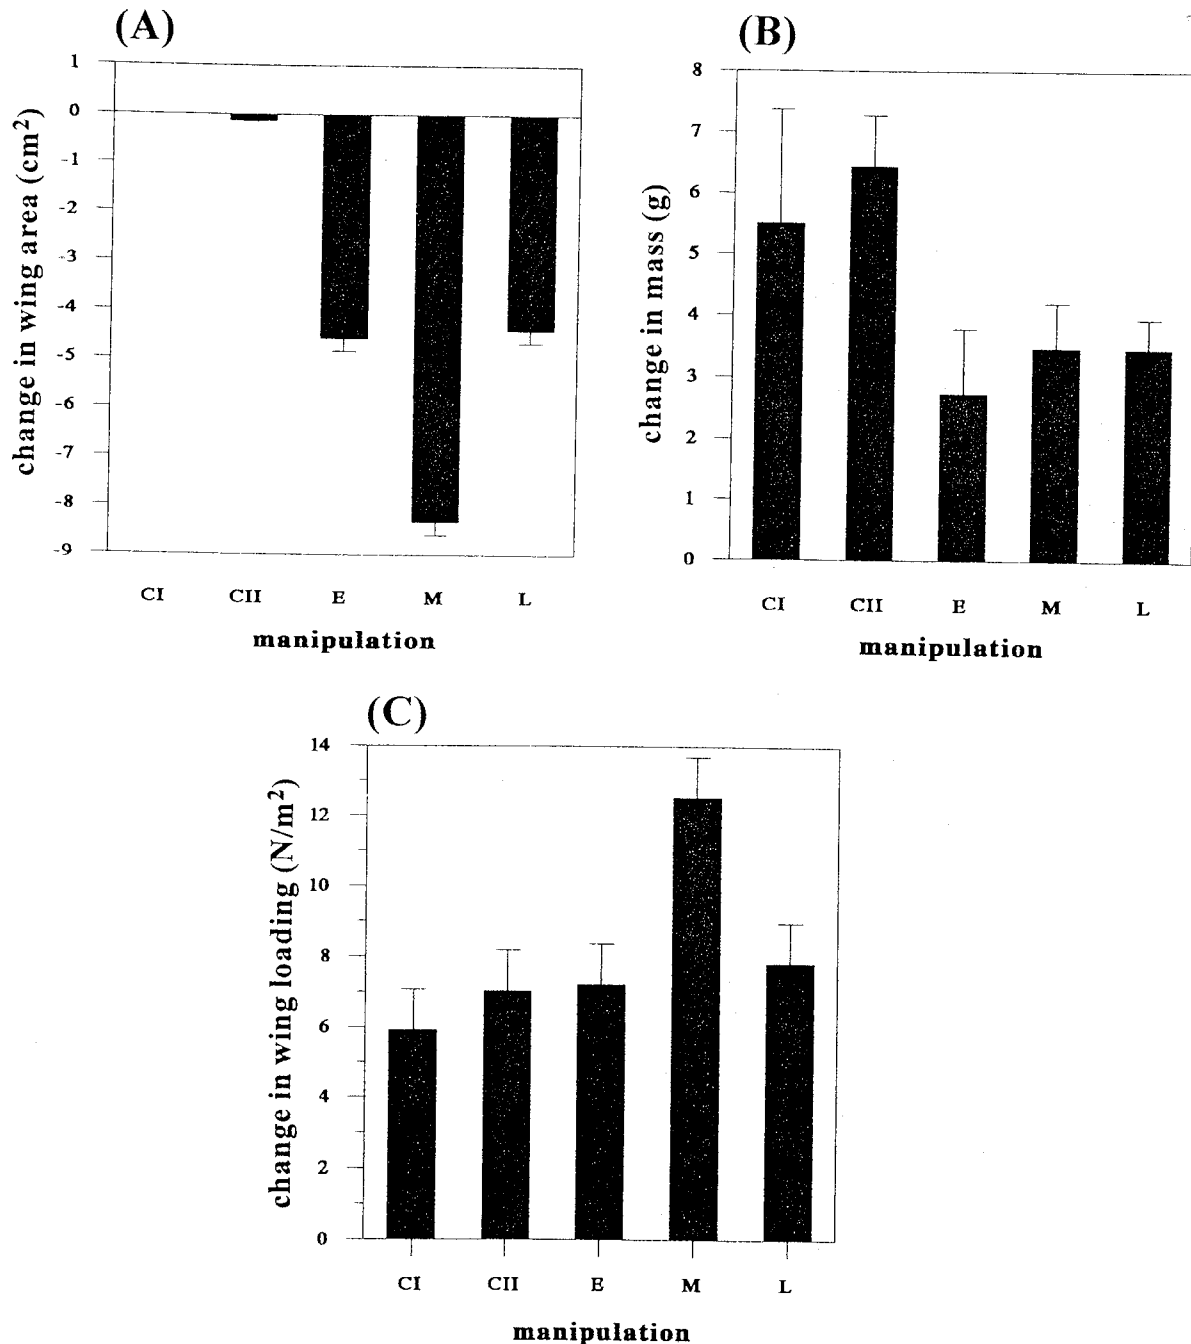 (A)
1
0
-1
-2
-3
-4
-5
-6
-7
-8
-9
change in wing area (cm²)
CI CII E M L
manipulation
(B)
8
7
6
5
4
3
2
1
0
change in mass (g)
CI CII E M L
manipulation
(C)
14
12
10
8
6
4
2
0
change in wing loading (N/m²)
CI CII E M L
manipulation